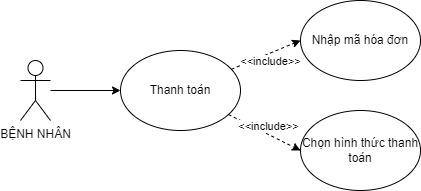 Nhập mã hóa đơn
<<include>>
Thanh toán
BỆNH NHÂN
<<include>>
Chọn hình thức thanh
toán